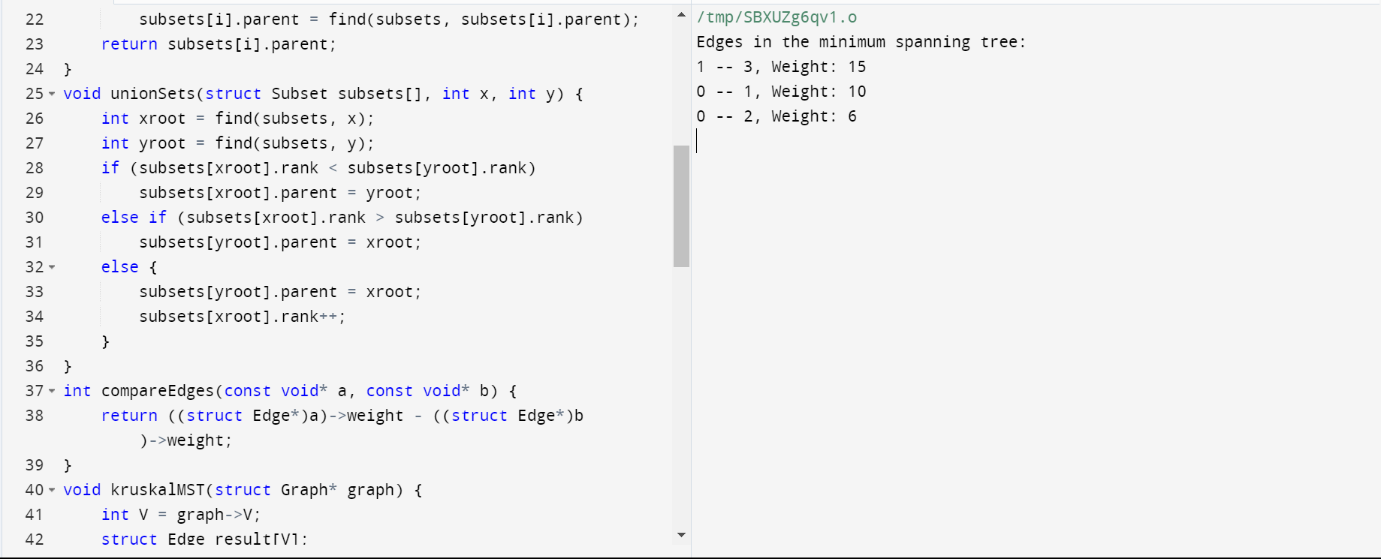 22 subsets[i].parent = find(subsets, subsets[i].parent);
23 return subsets[i].parent;
24 }
25 void unionSets(struct Subset subsets[], int x, int y) {
26 int xroot = find(subsets, x);
27 int yroot = find(subsets, y);
28 if (subsets[xroot].rank < subsets[yroot].rank)
29 subsets[xroot].parent = yroot;
30 else if (subsets[xroot].rank > subsets[yroot].rank)
31 subsets[yroot].parent = xroot;
32 else {
33 subsets[yroot].parent = xroot;
34 subsets[xroot].rank++;
35 }
36 }
37 int compareEdges(const void* a, const void* b) {
38 return ((struct Edge*)a)->weight - ((struct Edge*)b
)->weight;
39 }
40 void kruskalMST(struct Graph* graph) {
41 int V = graph->V;
42 struct Edge result[V];
/tmp/SBXUZg6qv1.o
Edges in the minimum spanning tree:
1 -- 3, Weight: 15
0 -- 1, Weight: 10
0 -- 2, Weight: 6